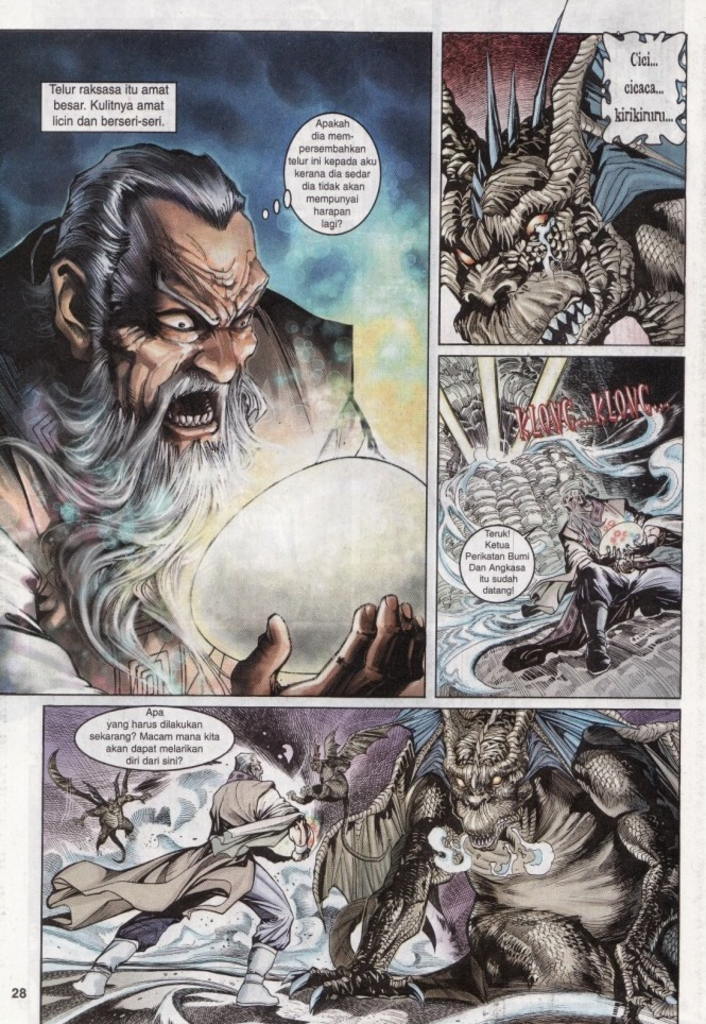 Telur raksasa itu amat
besar. Kulitnya amat
licin dan berseri-seri.
Apakah
dia mem-
persembahkan
telur ini kepada aku
kerana dia sedar
dia tidak akan
mempunyai
harapan
lagi?
Cici...
cicaca...
kirikiruru...
KLONG...KLONG...
Teruk!
Ketua
Perikatan Bumi
Dan Angkasa
itu sudah
datang!
Apa
yang harus dilakukan
sekarang? Macam mana kita
akan dapat melarikan
diri dari sini?
28